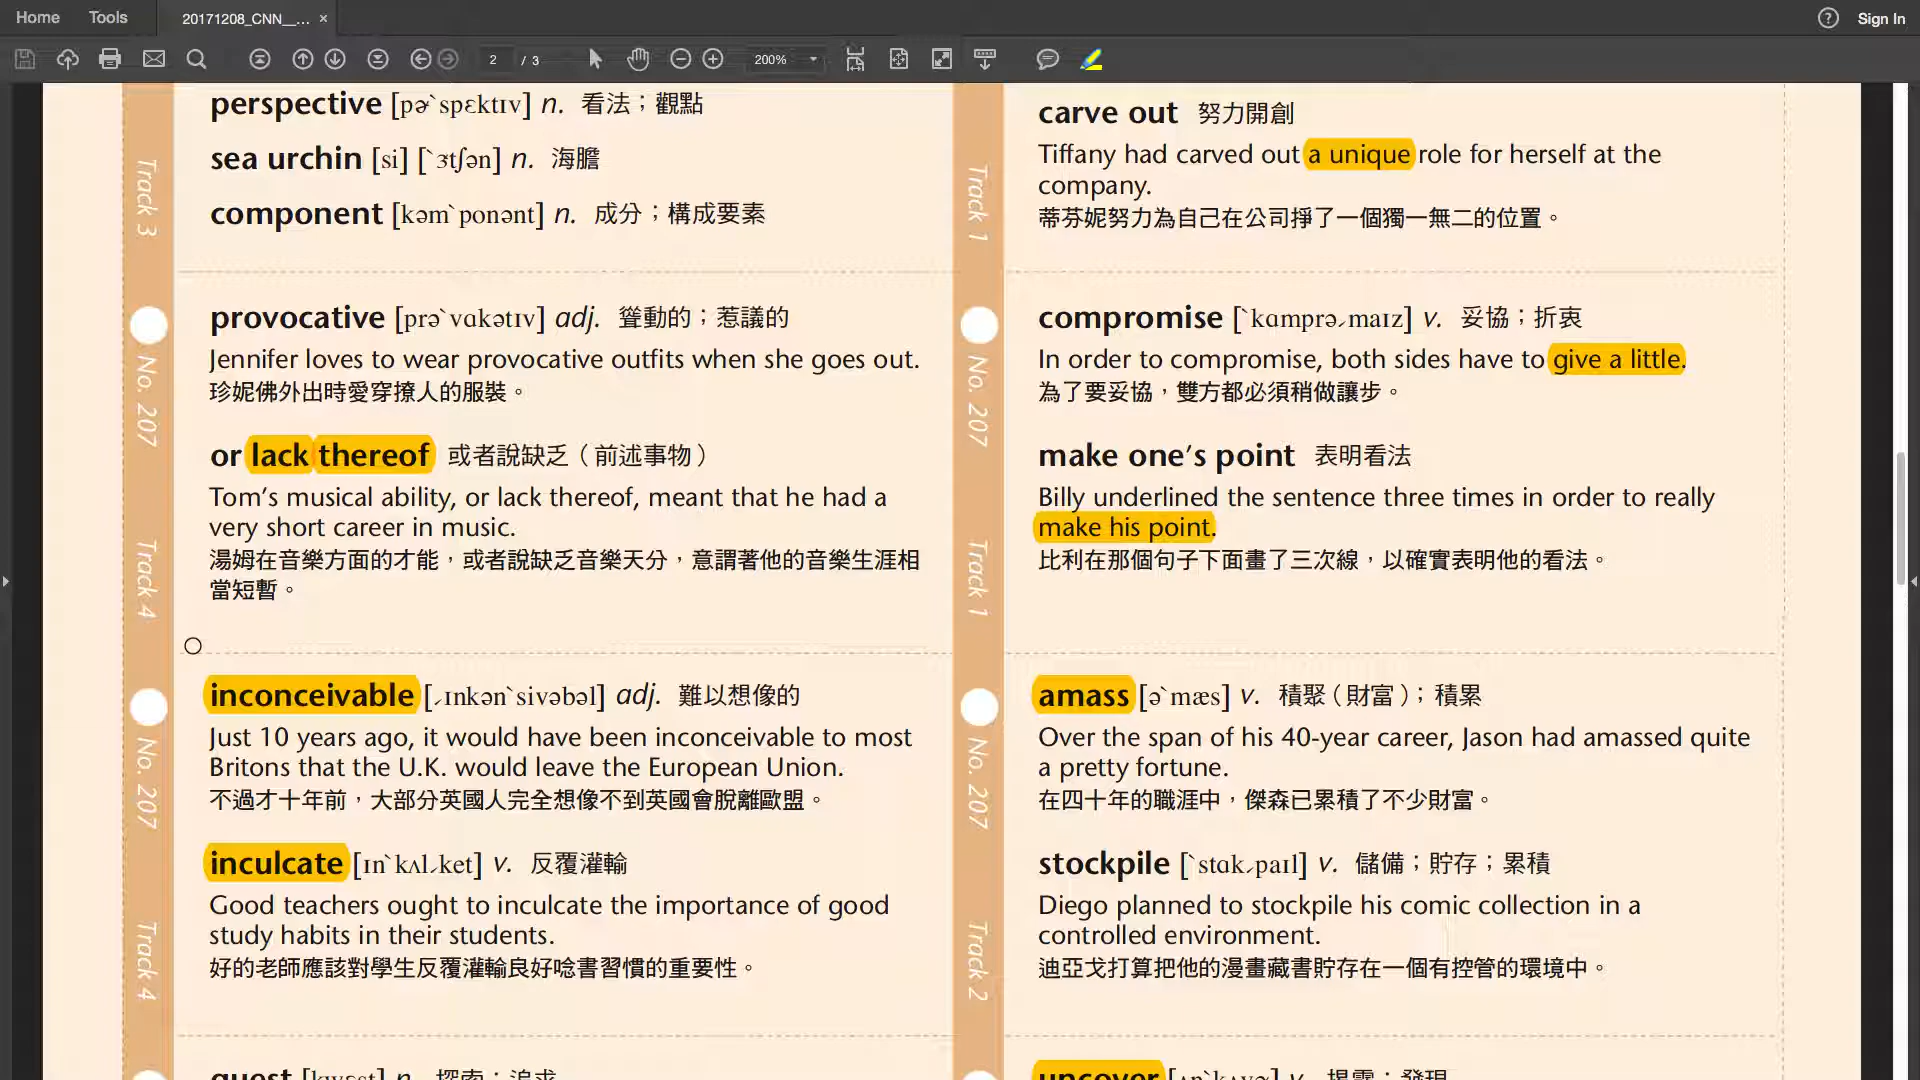 Home
Tools
20171208_CNN__...
×
?
Sign In
2
/ 3
200%
perspective [pɚˋspɛktɪv] n. 看法；觀點
sea urchin [si] [ˋɝtʃən] n. 海膽
component [kəmˋponənt] n. 成分；構成要素
Track 3
provocative [prəˋvɑkətɪv] adj. 聳動的；惹議的
Jennifer loves to wear provocative outfits when she goes out.
珍妮佛外出時愛穿撩人的服裝。
or lack thereof 或者說缺乏（前述事物）
Tom’s musical ability, or lack thereof, meant that he had a
very short career in music.
湯姆在音樂方面的才能，或者說缺乏音樂天分，意謂著他的音樂生涯相
當短暫。
No. 207
Track 4
inconceivable [ˏɪnkənˋsivəbəl] adj. 難以想像的
Just 10 years ago, it would have been inconceivable to most
Britons that the U.K. would leave the European Union.
不過才十年前，大部分英國人完全想像不到英國會脫離歐盟。
inculcate [ɪnˋkʌlˏket] v. 反覆灌輸
Good teachers ought to inculcate the importance of good
study habits in their students.
好的老師應該對學生反覆灌輸良好唸書習慣的重要性。
No. 207
Track 4
quest [kwɛst] n. 探索；追求
carve out 努力開創
Tiffany had carved out a unique role for herself at the
company.
蒂芬妮努力為自己在公司掙了一個獨一無二的位置。
Track 1
compromise [ˋkɑmprəˏmaɪz] v. 妥協；折衷
In order to compromise, both sides have to give a little.
為了要妥協，雙方都必須稍做讓步。
make one’s point 表明看法
Billy underlined the sentence three times in order to really
make his point.
比利在那個句子下面畫了三次線，以確實表明他的看法。
No. 207
Track 1
amass [əˋmæs] v. 積聚（財富）；積累
Over the span of his 40-year career, Jason had amassed quite
a pretty fortune.
在四十年的職涯中，傑森已累積了不少財富。
stockpile [ˋstɑkˏpaɪl] v. 儲備；貯存；累積
Diego planned to stockpile his comic collection in a
controlled environment.
迪亞戈打算把他的漫畫藏書貯存在一個有控管的環境中。
No. 207
Track 2
uncover [ʌnˋkʌvɚ] v. 揭露；發現